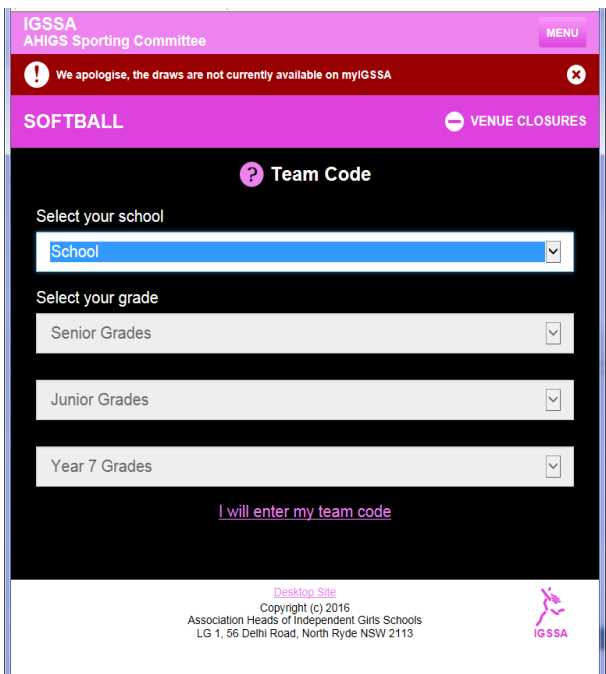 IGSSA
AHIGS Sporting Committee
MENU
We apologise, the draws are not currently available on myIGSSA
SOFTBALL
VENUE CLOSURES
? Team Code
Select your school
School
Select your grade
Senior Grades
Junior Grades
Year 7 Grades
I will enter my team code
Desktop Site
Copyright (c) 2016
Association Heads of Independent Girls Schools
LG 1, 56 Delhi Road, North Ryde NSW 2113
IGSSA